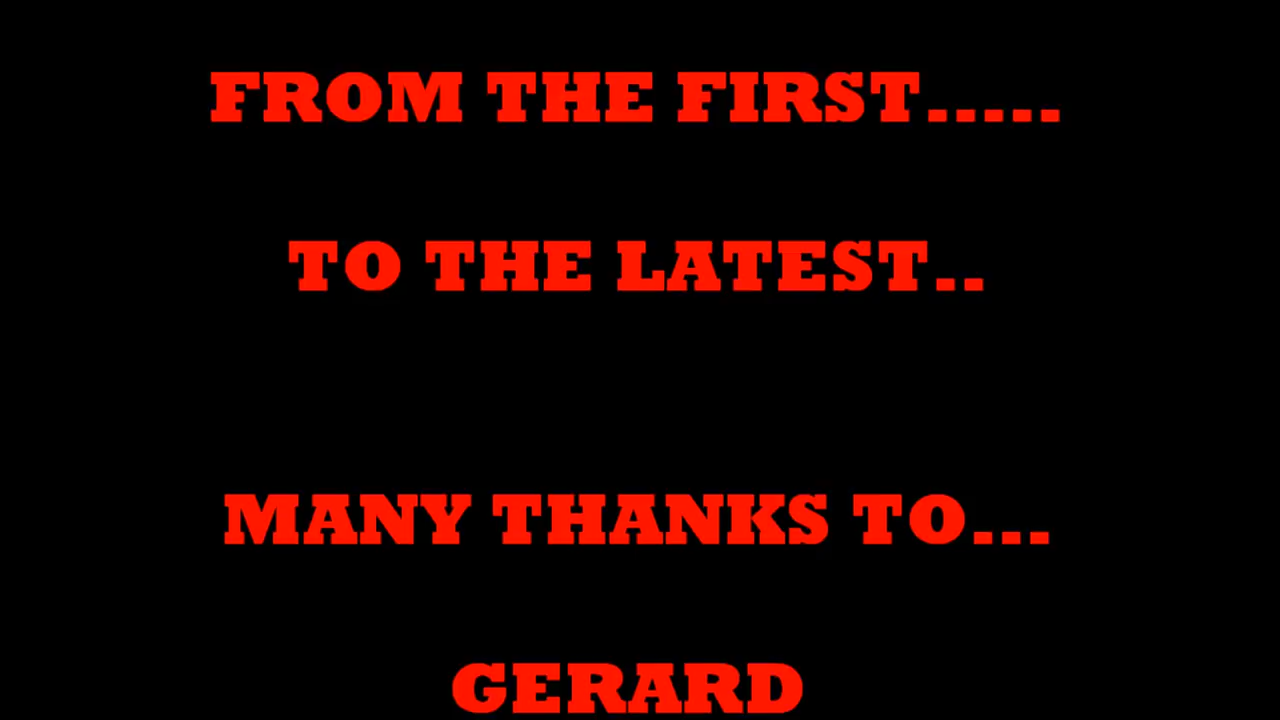 FROM THE FIRST.....
TO THE LATEST..
MANY THANKS TO...
GERARD